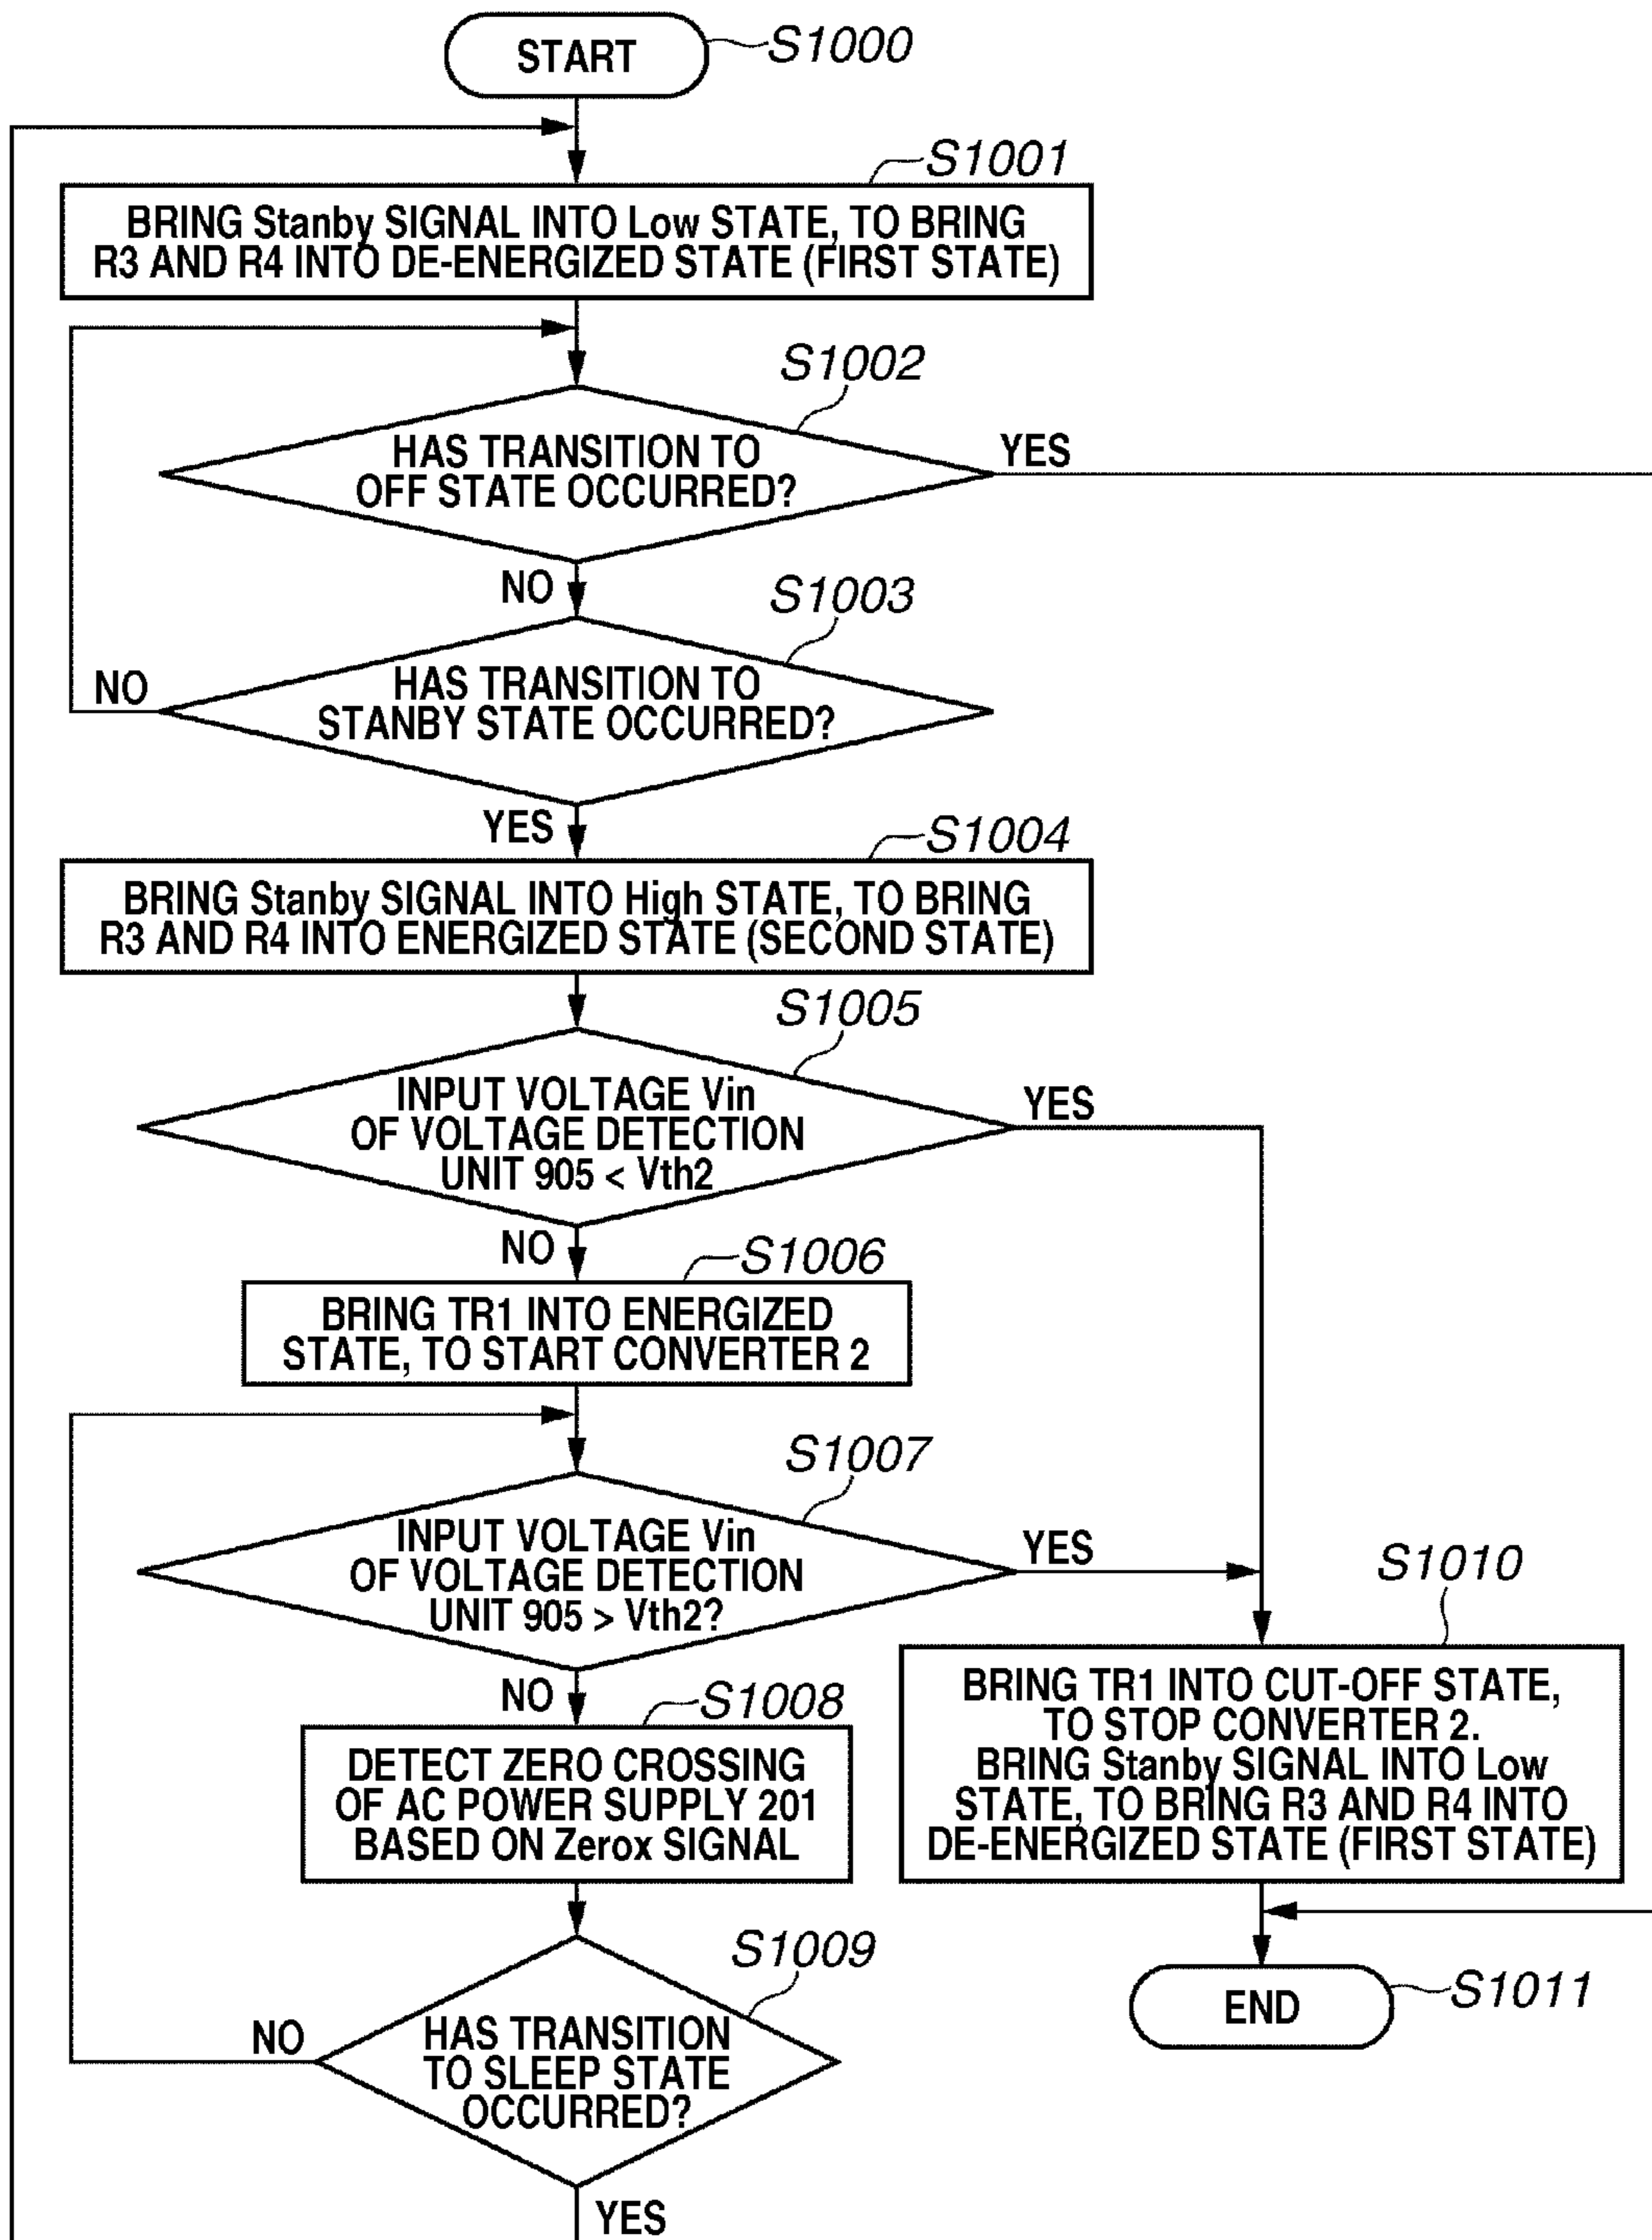 START
S1000
S1001
BRING Stanby SIGNAL INTO Low STATE, TO BRING
R3 AND R4 INTO DE-ENERGIZED STATE (FIRST STATE)
S1002
HAS TRANSITION TO
OFF STATE OCCURRED?
YES
NO
S1003
HAS TRANSITION TO
STANBY STATE OCCURRED?
NO
YES
S1004
BRING Stanby SIGNAL INTO High STATE, TO BRING
R3 AND R4 INTO ENERGIZED STATE (SECOND STATE)
S1005
INPUT VOLTAGE Vin
OF VOLTAGE DETECTION
UNIT 905 < Vth2
YES
NO
S1006
BRING TR1 INTO ENERGIZED
STATE, TO START CONVERTER 2
S1007
INPUT VOLTAGE Vin
OF VOLTAGE DETECTION
UNIT 905 > Vth2?
YES
NO
S1008
DETECT ZERO CROSSING
OF AC POWER SUPPLY 201
BASED ON Zerox SIGNAL
S1010
BRING TR1 INTO CUT-OFF STATE,
TO STOP CONVERTER 2.
BRING Stanby SIGNAL INTO Low
STATE, TO BRING R3 AND R4 INTO
DE-ENERGIZED STATE (FIRST STATE)
S1009
HAS TRANSITION
TO SLEEP STATE
OCCURRED?
NO
YES
END
S1011